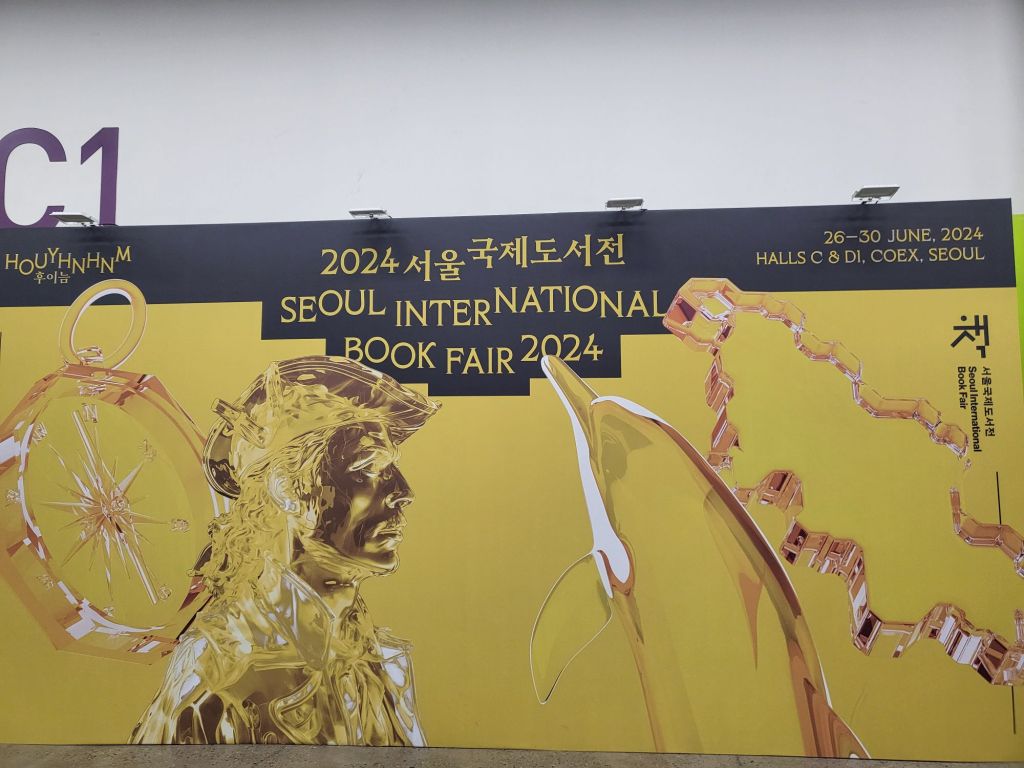 C1
HOUYHNHNM
후이늠
2024 서울국제도서전
SEOUL INTERNATIONAL
BOOK FAIR 2024
26—30 JUNE, 2024
HALLS C & D1, COEX, SEOUL
서울국제도서전
Seoul International
Book Fair
N